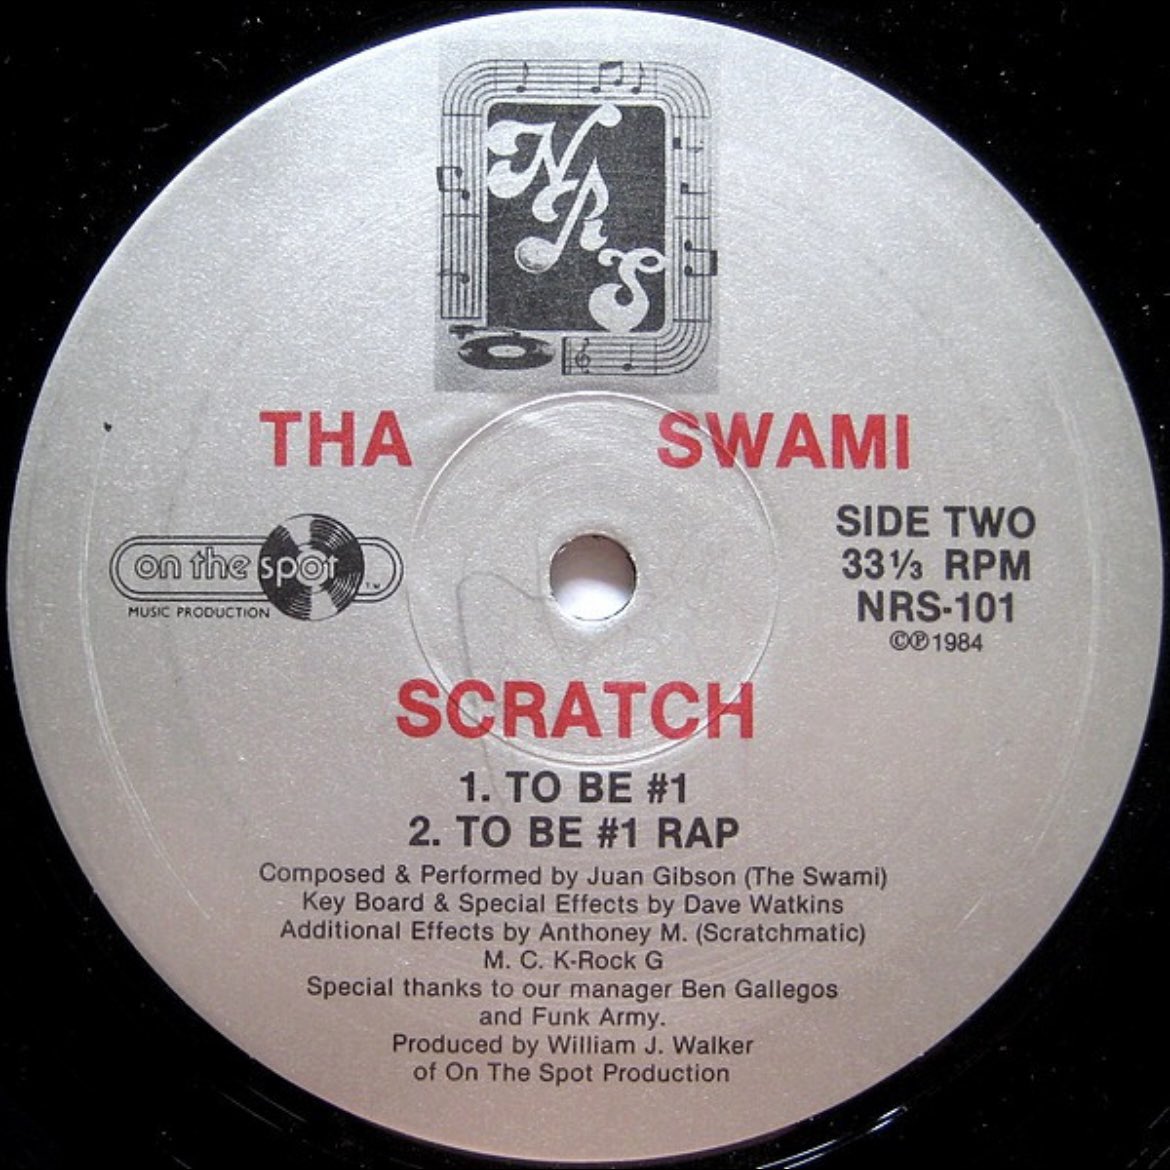 NRS
THA SWAMI
on the spot TM
MUSIC PRODUCTION
SIDE TWO
33⅓ RPM
NRS-101
©℗1984
SCRATCH
1. TO BE #1
2. TO BE #1 RAP
Composed & Performed by Juan Gibson (The Swami)
Key Board & Special Effects by Dave Watkins
Additional Effects by Anthoney M. (Scratchmatic)
M. C. K-Rock G
Special thanks to our manager Ben Gallegos
and Funk Army.
Produced by William J. Walker
of On The Spot Production